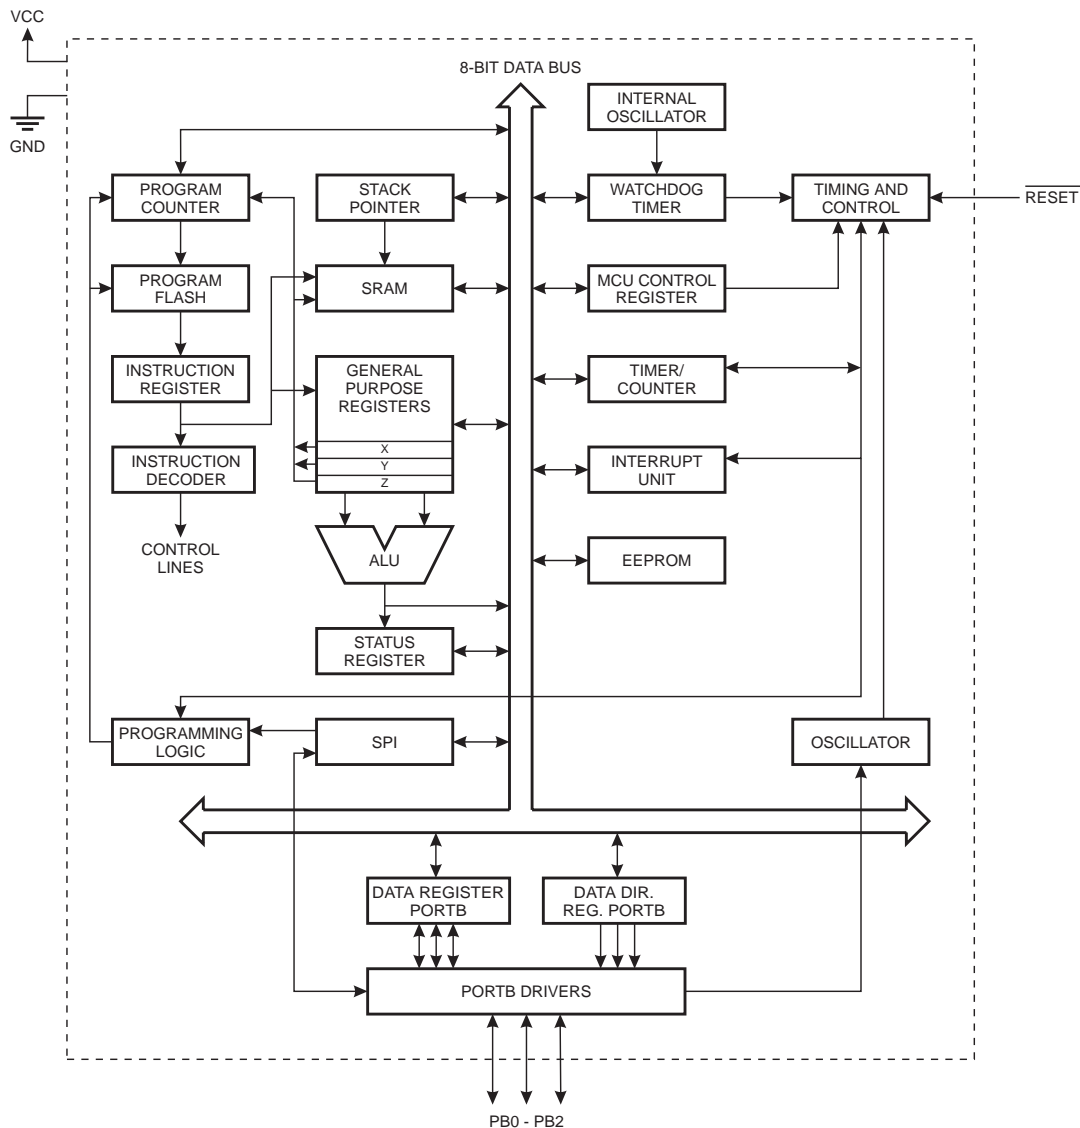 VCC
GND
8-BIT DATA BUS
INTERNAL
OSCILLATOR
PROGRAM
COUNTER
STACK
POINTER
WATCHDOG
TIMER
TIMING AND
CONTROL
RESET
PROGRAM
FLASH
SRAM
MCU CONTROL
REGISTER
INSTRUCTION
REGISTER
GENERAL
PURPOSE
REGISTERS
X
Y
Z
TIMER/
COUNTER
INSTRUCTION
DECODER
INTERRUPT
UNIT
CONTROL
LINES
ALU
EEPROM
STATUS
REGISTER
PROGRAMMING
LOGIC
SPI
OSCILLATOR
DATA REGISTER
PORTB
DATA DIR.
REG. PORTB
PORTB DRIVERS
PB0 - PB2